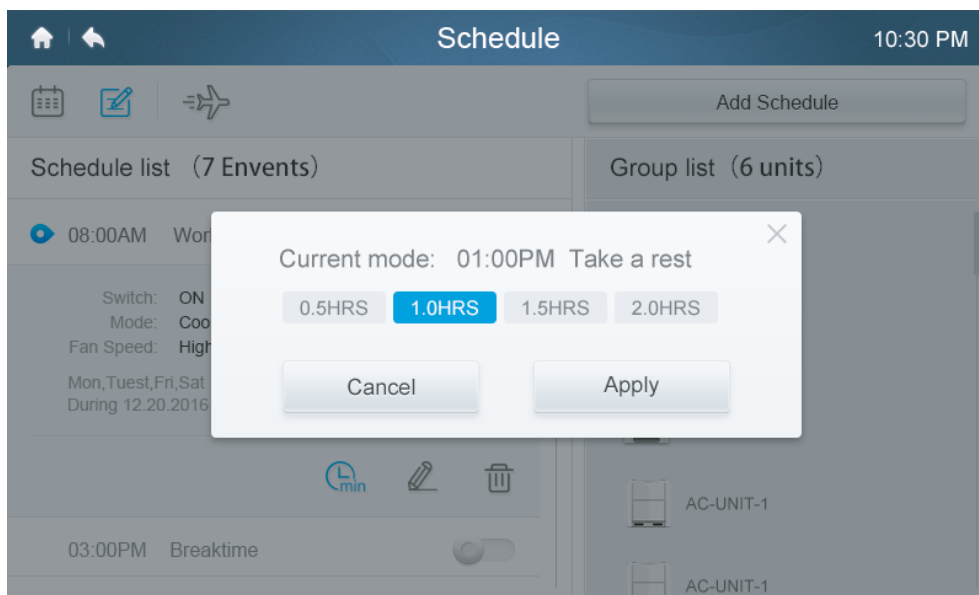 Schedule
10:30 PM
Add Schedule
Schedule list （7 Envents）
Group list （6 units）
08:00AM
Current mode: 01:00PM Take a rest
0.5HRS 1.0HRS 1.5HRS 2.0HRS
Cancel Apply
Switch: ON
Mode:
Fan Speed: High
Mon,Tuest,Fri,Sat
During 12.20.2016
min
AC-UNIT-1
03:00PM Breaktime
AC-UNIT-1